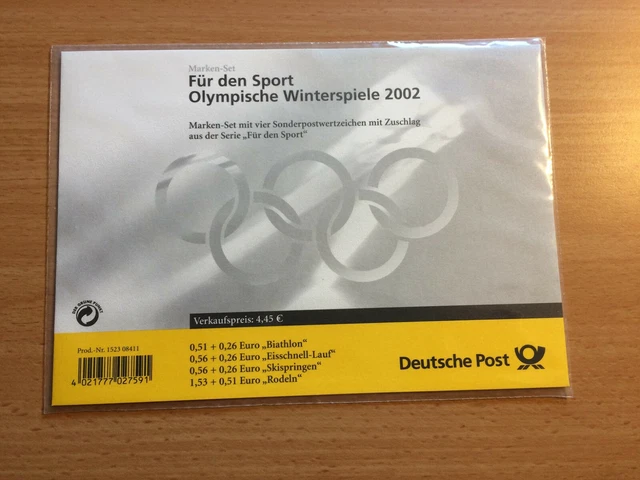 Marken-Set
Für den Sport
Olympische Winterspiele 2002
Marken-Set mit vier Sonderpostwertzeichen mit Zuschlag
aus der Serie „Für den Sport“
DER GRÜNE PUNKT
Verkaufspreis: 4,45 €
Prod.-Nr. 1523 08411
4 021777 027591
0,51 + 0,26 Euro „Biathlon“
0,56 + 0,26 Euro „Eisschnell-Lauf“
0,56 + 0,26 Euro „Skispringen“
1,53 + 0,51 Euro „Rodeln“
Deutsche Post